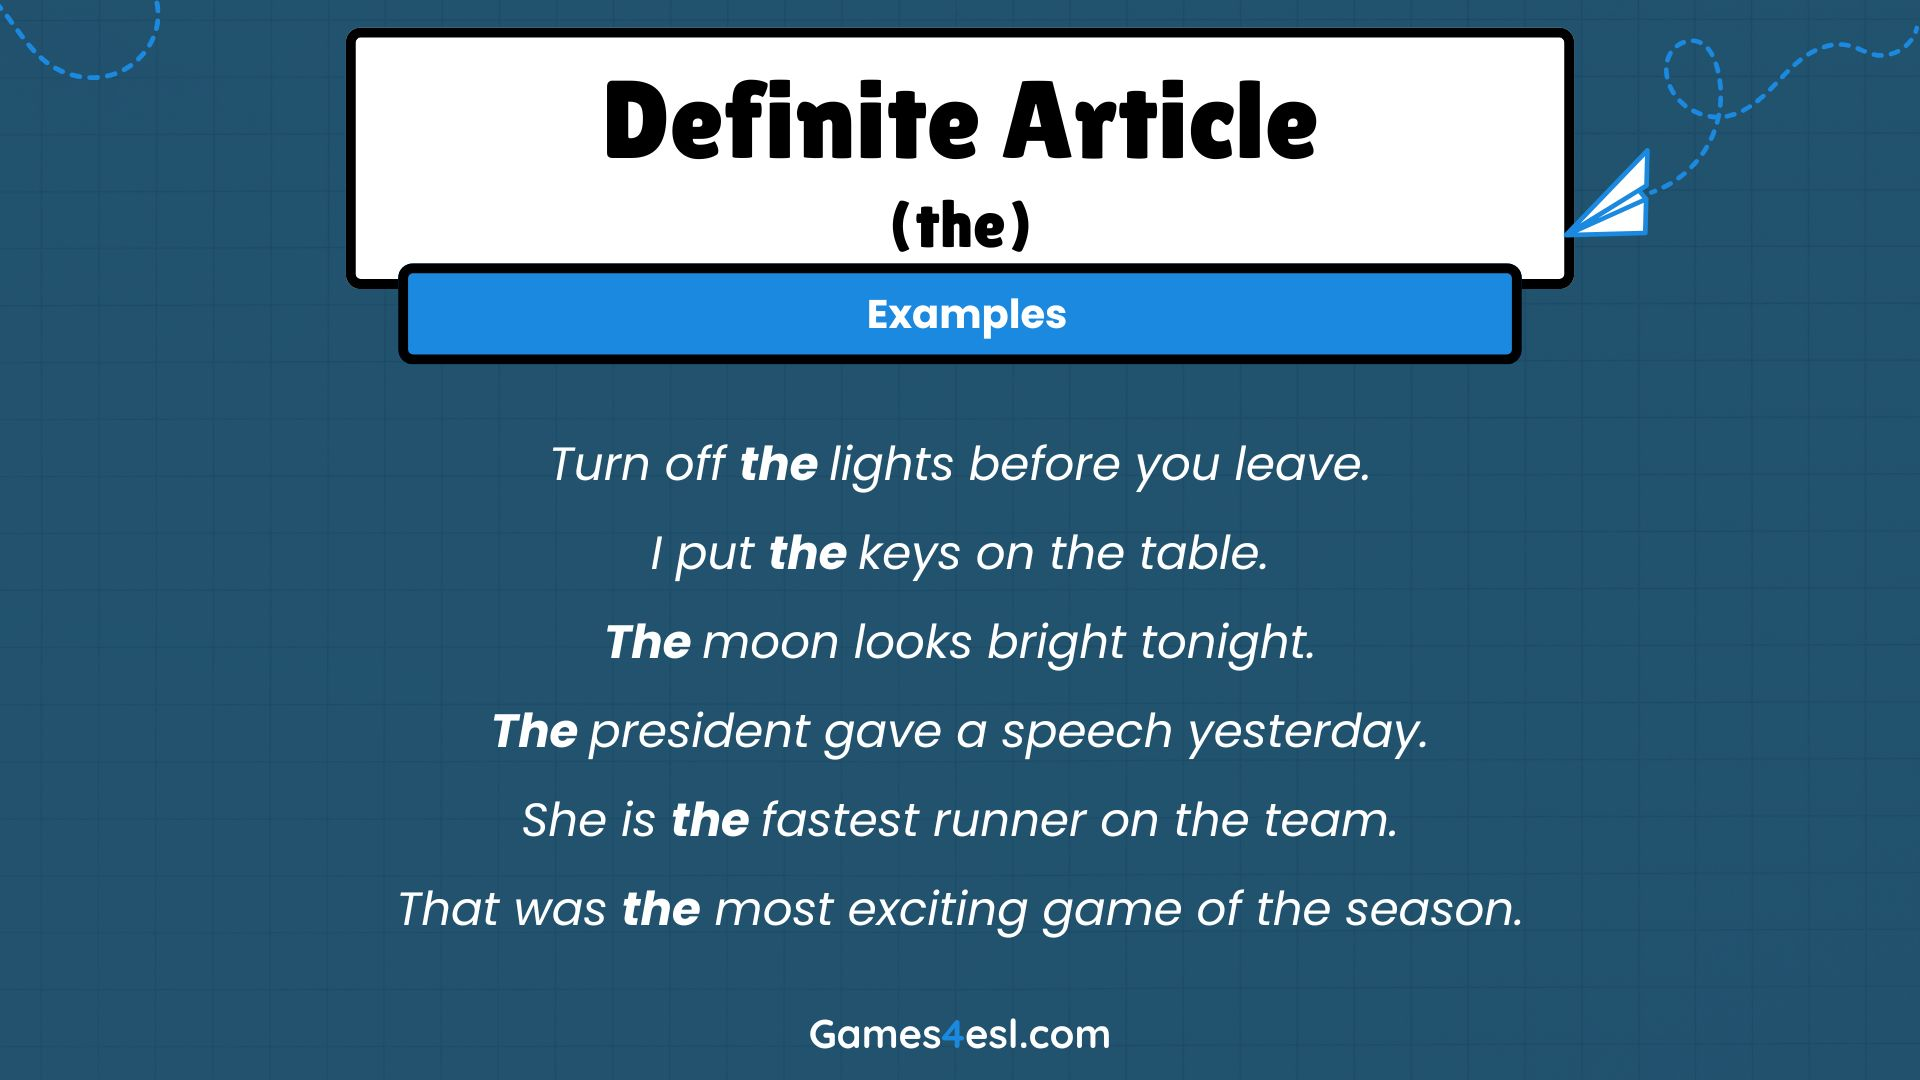 Definite Article
(the)
Examples
Turn off the lights before you leave.
I put the keys on the table.
The moon looks bright tonight.
The president gave a speech yesterday.
She is the fastest runner on the team.
That was the most exciting game of the season.
Games4esl.com